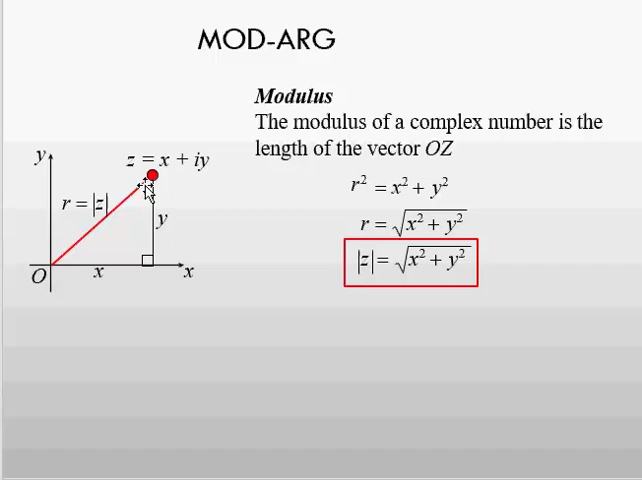 MOD-ARG
Modulus
The modulus of a complex number is the
length of the vector OZ
y
z = x + iy
r = |z|
y
O
x
x
r² = x² + y²
r = √(x² + y²)
|z| = √(x² + y²)